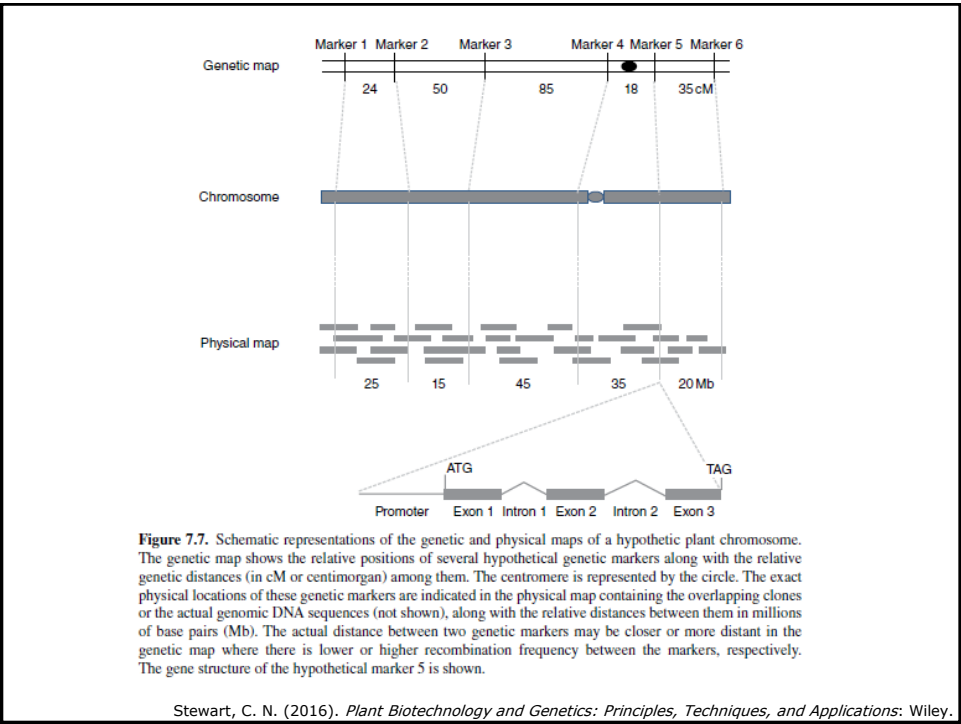 Marker 1 Marker 2 Marker 3 Marker 4 Marker 5 Marker 6
Genetic map
24 50 85 18 35 cM
Chromosome
Physical map
25 15 45 35 20 Mb
ATG TAG
Promoter Exon 1 Intron 1 Exon 2 Intron 2 Exon 3
Figure 7.7. Schematic representations of the genetic and physical maps of a hypothetic plant chromosome.
The genetic map shows the relative positions of several hypothetical genetic markers along with the relative
genetic distances (in cM or centimorgan) among them. The centromere is represented by the circle. The exact
physical locations of these genetic markers are indicated in the physical map containing the overlapping clones
or the actual genomic DNA sequences (not shown), along with the relative distances between them in millions
of base pairs (Mb). The actual distance between two genetic markers may be closer or more distant in the
genetic map where there is lower or higher recombination frequency between the markers, respectively.
The gene structure of the hypothetical marker 5 is shown.
Stewart, C. N. (2016). Plant Biotechnology and Genetics: Principles, Techniques, and Applications: Wiley.